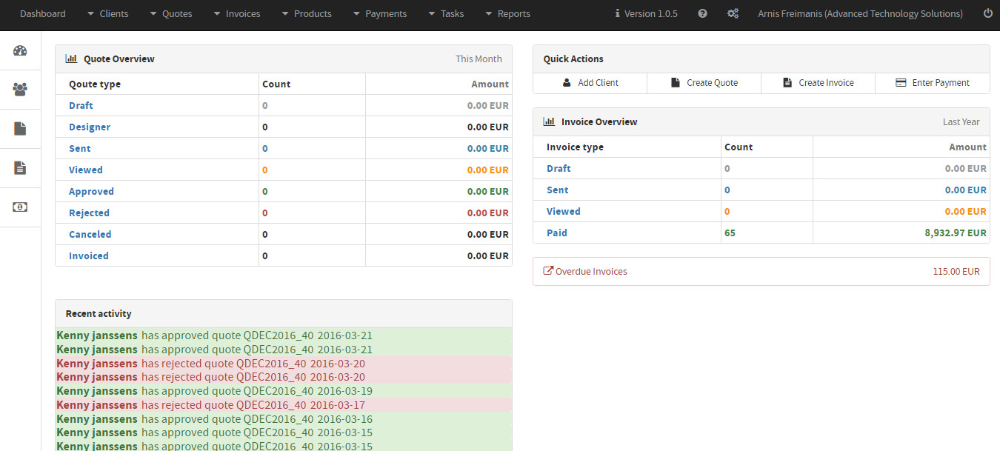 Dashboard Clients Quotes Invoices Products Payments Tasks Reports Version 1.0.5 Arnis Freimanis (Advanced Technology Solutions)
Quote Overview This Month
Qoute type Count Amount
Draft 0 0.00 EUR
Designer 0 0.00 EUR
Sent 0 0.00 EUR
Viewed 0 0.00 EUR
Approved 0 0.00 EUR
Rejected 0 0.00 EUR
Canceled 0 0.00 EUR
Invoiced 0 0.00 EUR
Recent activity
Kenny janssens has approved quote QDEC2016_40 2016-03-21
Kenny janssens has approved quote QDEC2016_40 2016-03-21
Kenny janssens has rejected quote QDEC2016_40 2016-03-20
Kenny janssens has rejected quote QDEC2016_40 2016-03-20
Kenny janssens has approved quote QDEC2016_40 2016-03-19
Kenny janssens has rejected quote QDEC2016_40 2016-03-17
Kenny janssens has approved quote QDEC2016_40 2016-03-16
Kenny janssens has approved quote QDEC2016_40 2016-03-15
Kenny janssens has approved quote QDEC2016_40 2016-03-15
Quick Actions
Add Client Create Quote Create Invoice Enter Payment
Invoice Overview Last Year
Invoice type Count Amount
Draft 0 0.00 EUR
Sent 0 0.00 EUR
Viewed 0 0.00 EUR
Paid 65 8,932.97 EUR
Overdue Invoices 115.00 EUR